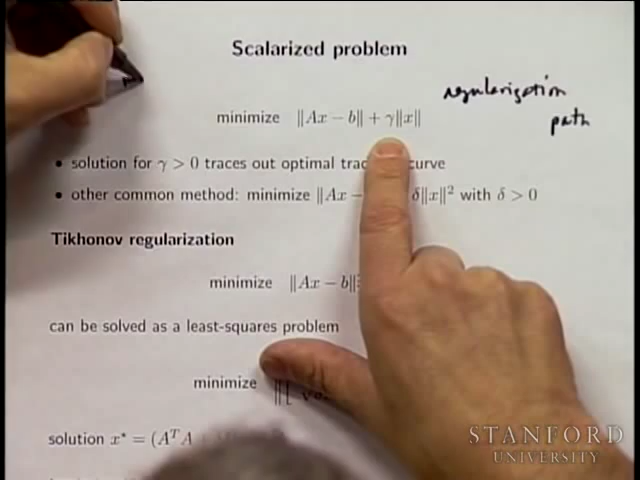 Scalarized problem
minimize ‖Ax − b‖ + γ‖x‖
regularization
path
• solution for γ > 0 traces out optimal curve
• other common method: minimize ‖Ax − δ‖x‖² with δ > 0
Tikhonov regularization
minimize ‖Ax − b‖
can be solved as a least-squares problem
minimize
solution x* = (AᵀA +
STANFORD
UNIVERSITY